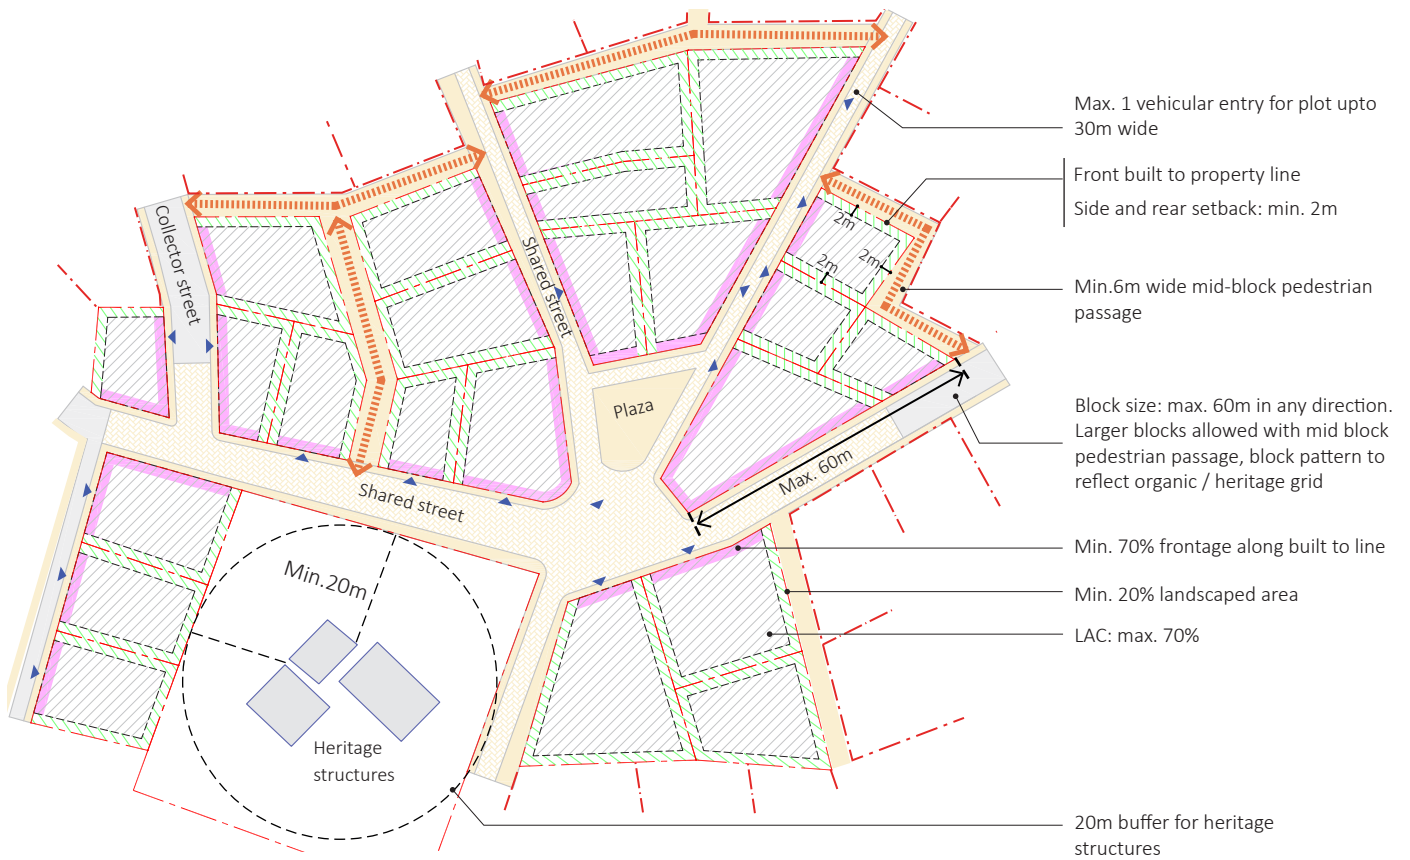 Max. 1 vehicular entry for plot upto
30m wide
Front built to property line
Side and rear setback: min. 2m
Min.6m wide mid-block pedestrian
passage
Block size: max. 60m in any direction.
Larger blocks allowed with mid block
pedestrian passage, block pattern to
reflect organic / heritage grid
Min. 70% frontage along built to line
Min. 20% landscaped area
LAC: max. 70%
20m buffer for heritage
structures
Collector street
Shared street
2m
2m
2m
Plaza
Max. 60m
Shared street
Min.20m
Heritage
structures